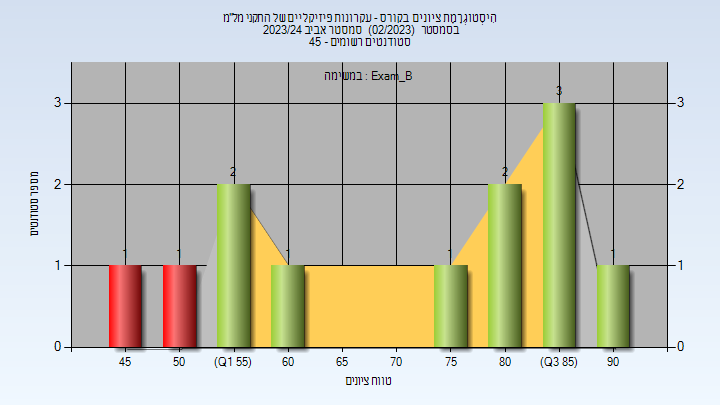 הִיסְטוֹגְרָמַת ציונים בקורס - עקרונות פיזיקליים של התקני מל"מ
בסמסטר (02/2023) סמסטר אביב 2023/24
סטודנטים רשומים - 45
במשימה : Exam_B
3 3
2 2
1 1
0 0
1 1 2 1 1 2 3 1
45 50 (Q1 55) 60 65 70 75 80 (Q3 85) 90
מספר סטודנטים
טווח ציונים